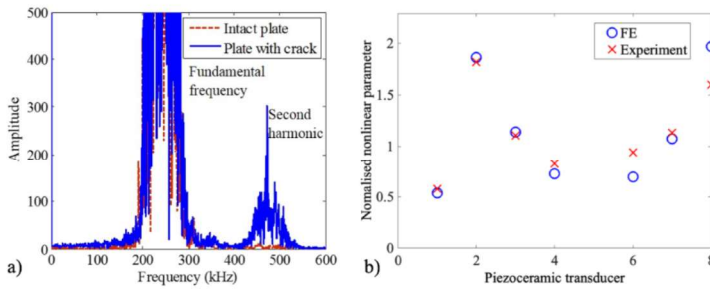 500
400
300
200
100
0
Amplitude
Intact plate
Plate with crack
Fundamental
frequency
Second
harmonic
0 100 200 300 400 500 600
Frequency (kHz)
a)
2
1.5
1
0.5
0
Nomalised nonlinear parameter
FE
Experiment
0 2 4 6 8
Piezoceramic transducer
b)